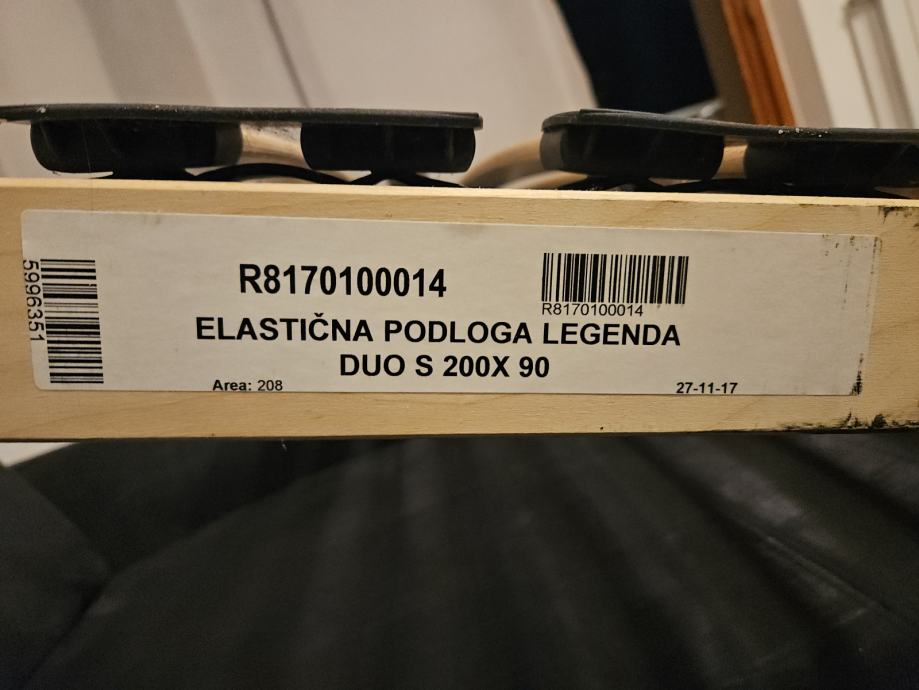 5996351
R8170100014
R8170100014
ELASTIČNA PODLOGA LEGENDA
DUO S 200X 90
Area: 208
27-11-17